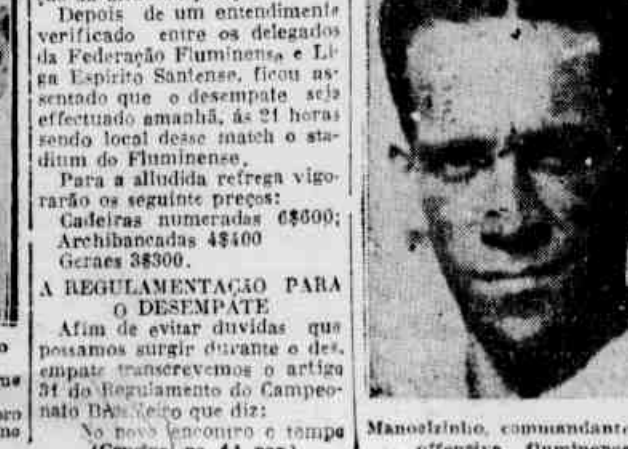 Depois de um entendimento
verificado entre os delegados
da Federação Fluminense e Li-
ga Espirito Santense, ficou as-
sentado que o desempate seja
effectuado amanhã, ás 21 horas
sendo local desse match o sta-
dium do Fluminense.
Para a alludida refrega vigo-
rarão os seguinte preços:
Cadeiras numeradas 6$600;
Archibancadas 4$400
Geraes 3$300.
A REGULAMENTAÇÃO PARA
O DESEMPATE
Afim de evitar duvidas que
possamos surgir durante o des-
empate transcrevemos o artigo
31 do Regulamento do Campeo-
nato que diz:
No novo encontro o tempo
Manoelzinho, commandante
offensiva